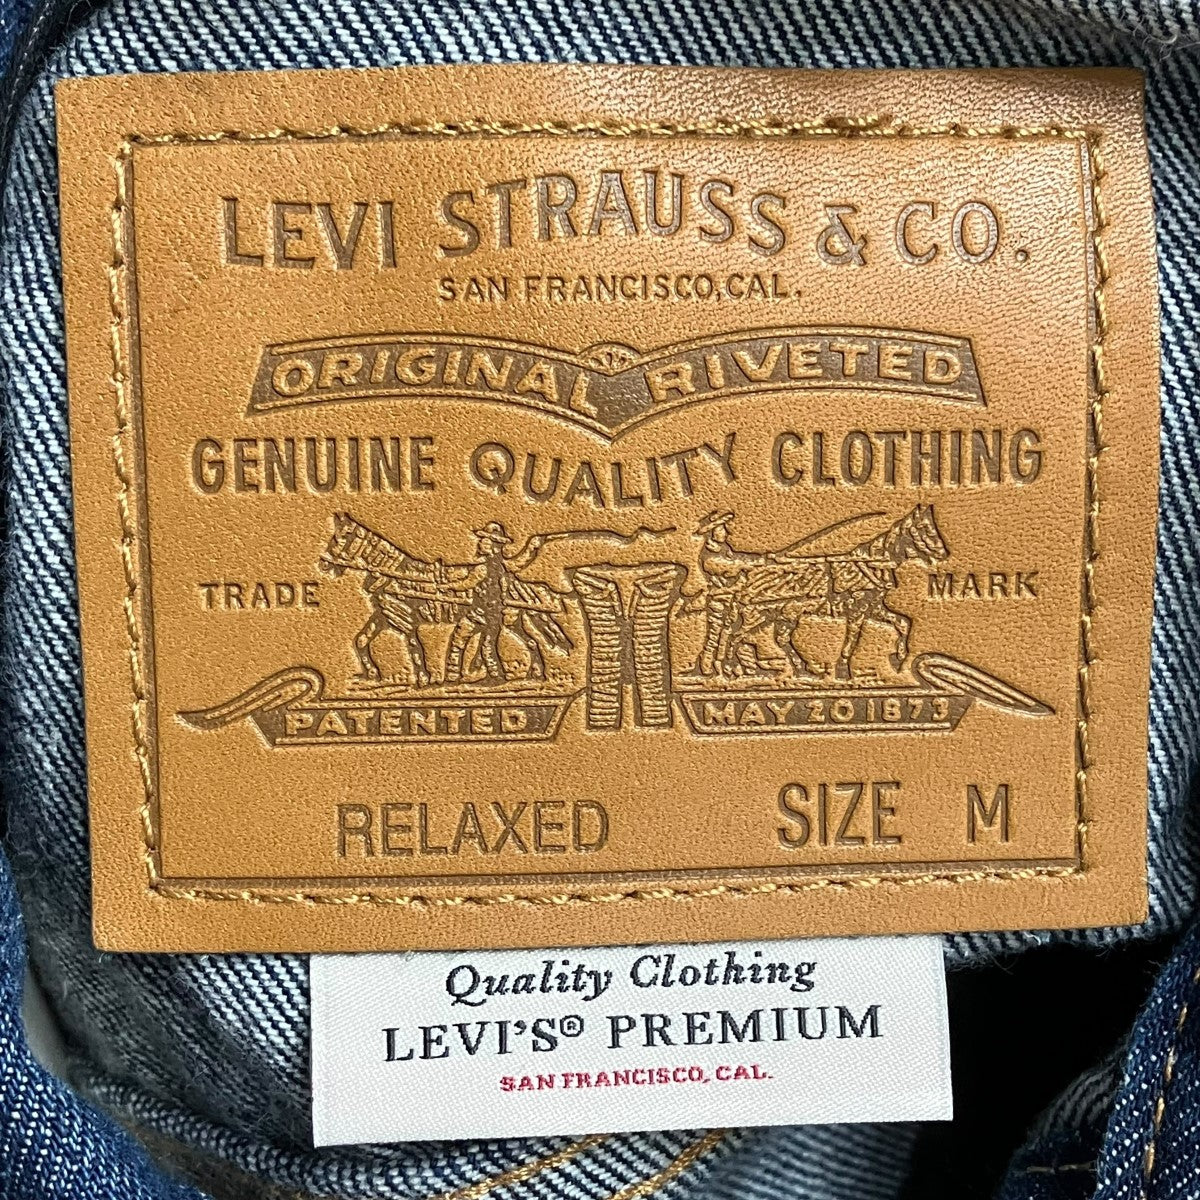 LEVI STRAUSS & CO.
SAN FRANCISCO, CAL.
ORIGINAL RIVETED
GENUINE QUALITY CLOTHING
TRADE MARK
PATENTED MAY 20 1873
RELAXED SIZE M
Quality Clothing
LEVI'S® PREMIUM
SAN FRANCISCO, CAL.